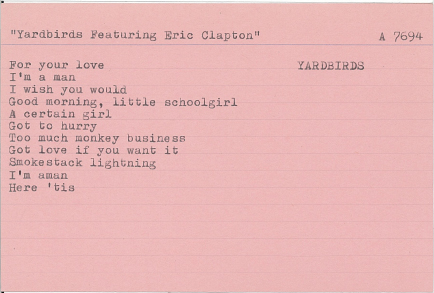 "Yardbirds Featuring Eric Clapton" A 7694
For your love YARDBIRDS
I'm a man
I wish you would
Good morning, little schoolgirl
A certain girl
Got to hurry
Too much monkey business
Got love if you want it
Smokestack lightning
I'm aman
Here 'tis